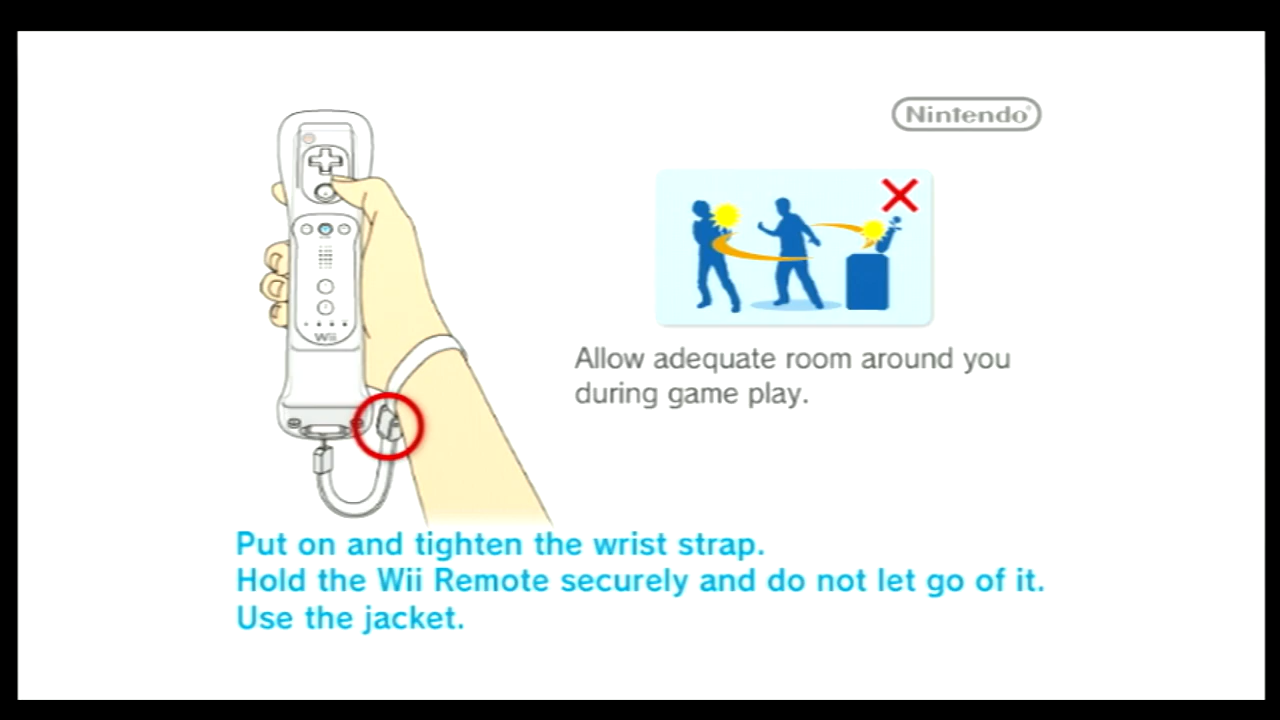 Nintendo®
Wii
Allow adequate room around you
during game play.
Put on and tighten the wrist strap.
Hold the Wii Remote securely and do not let go of it.
Use the jacket.